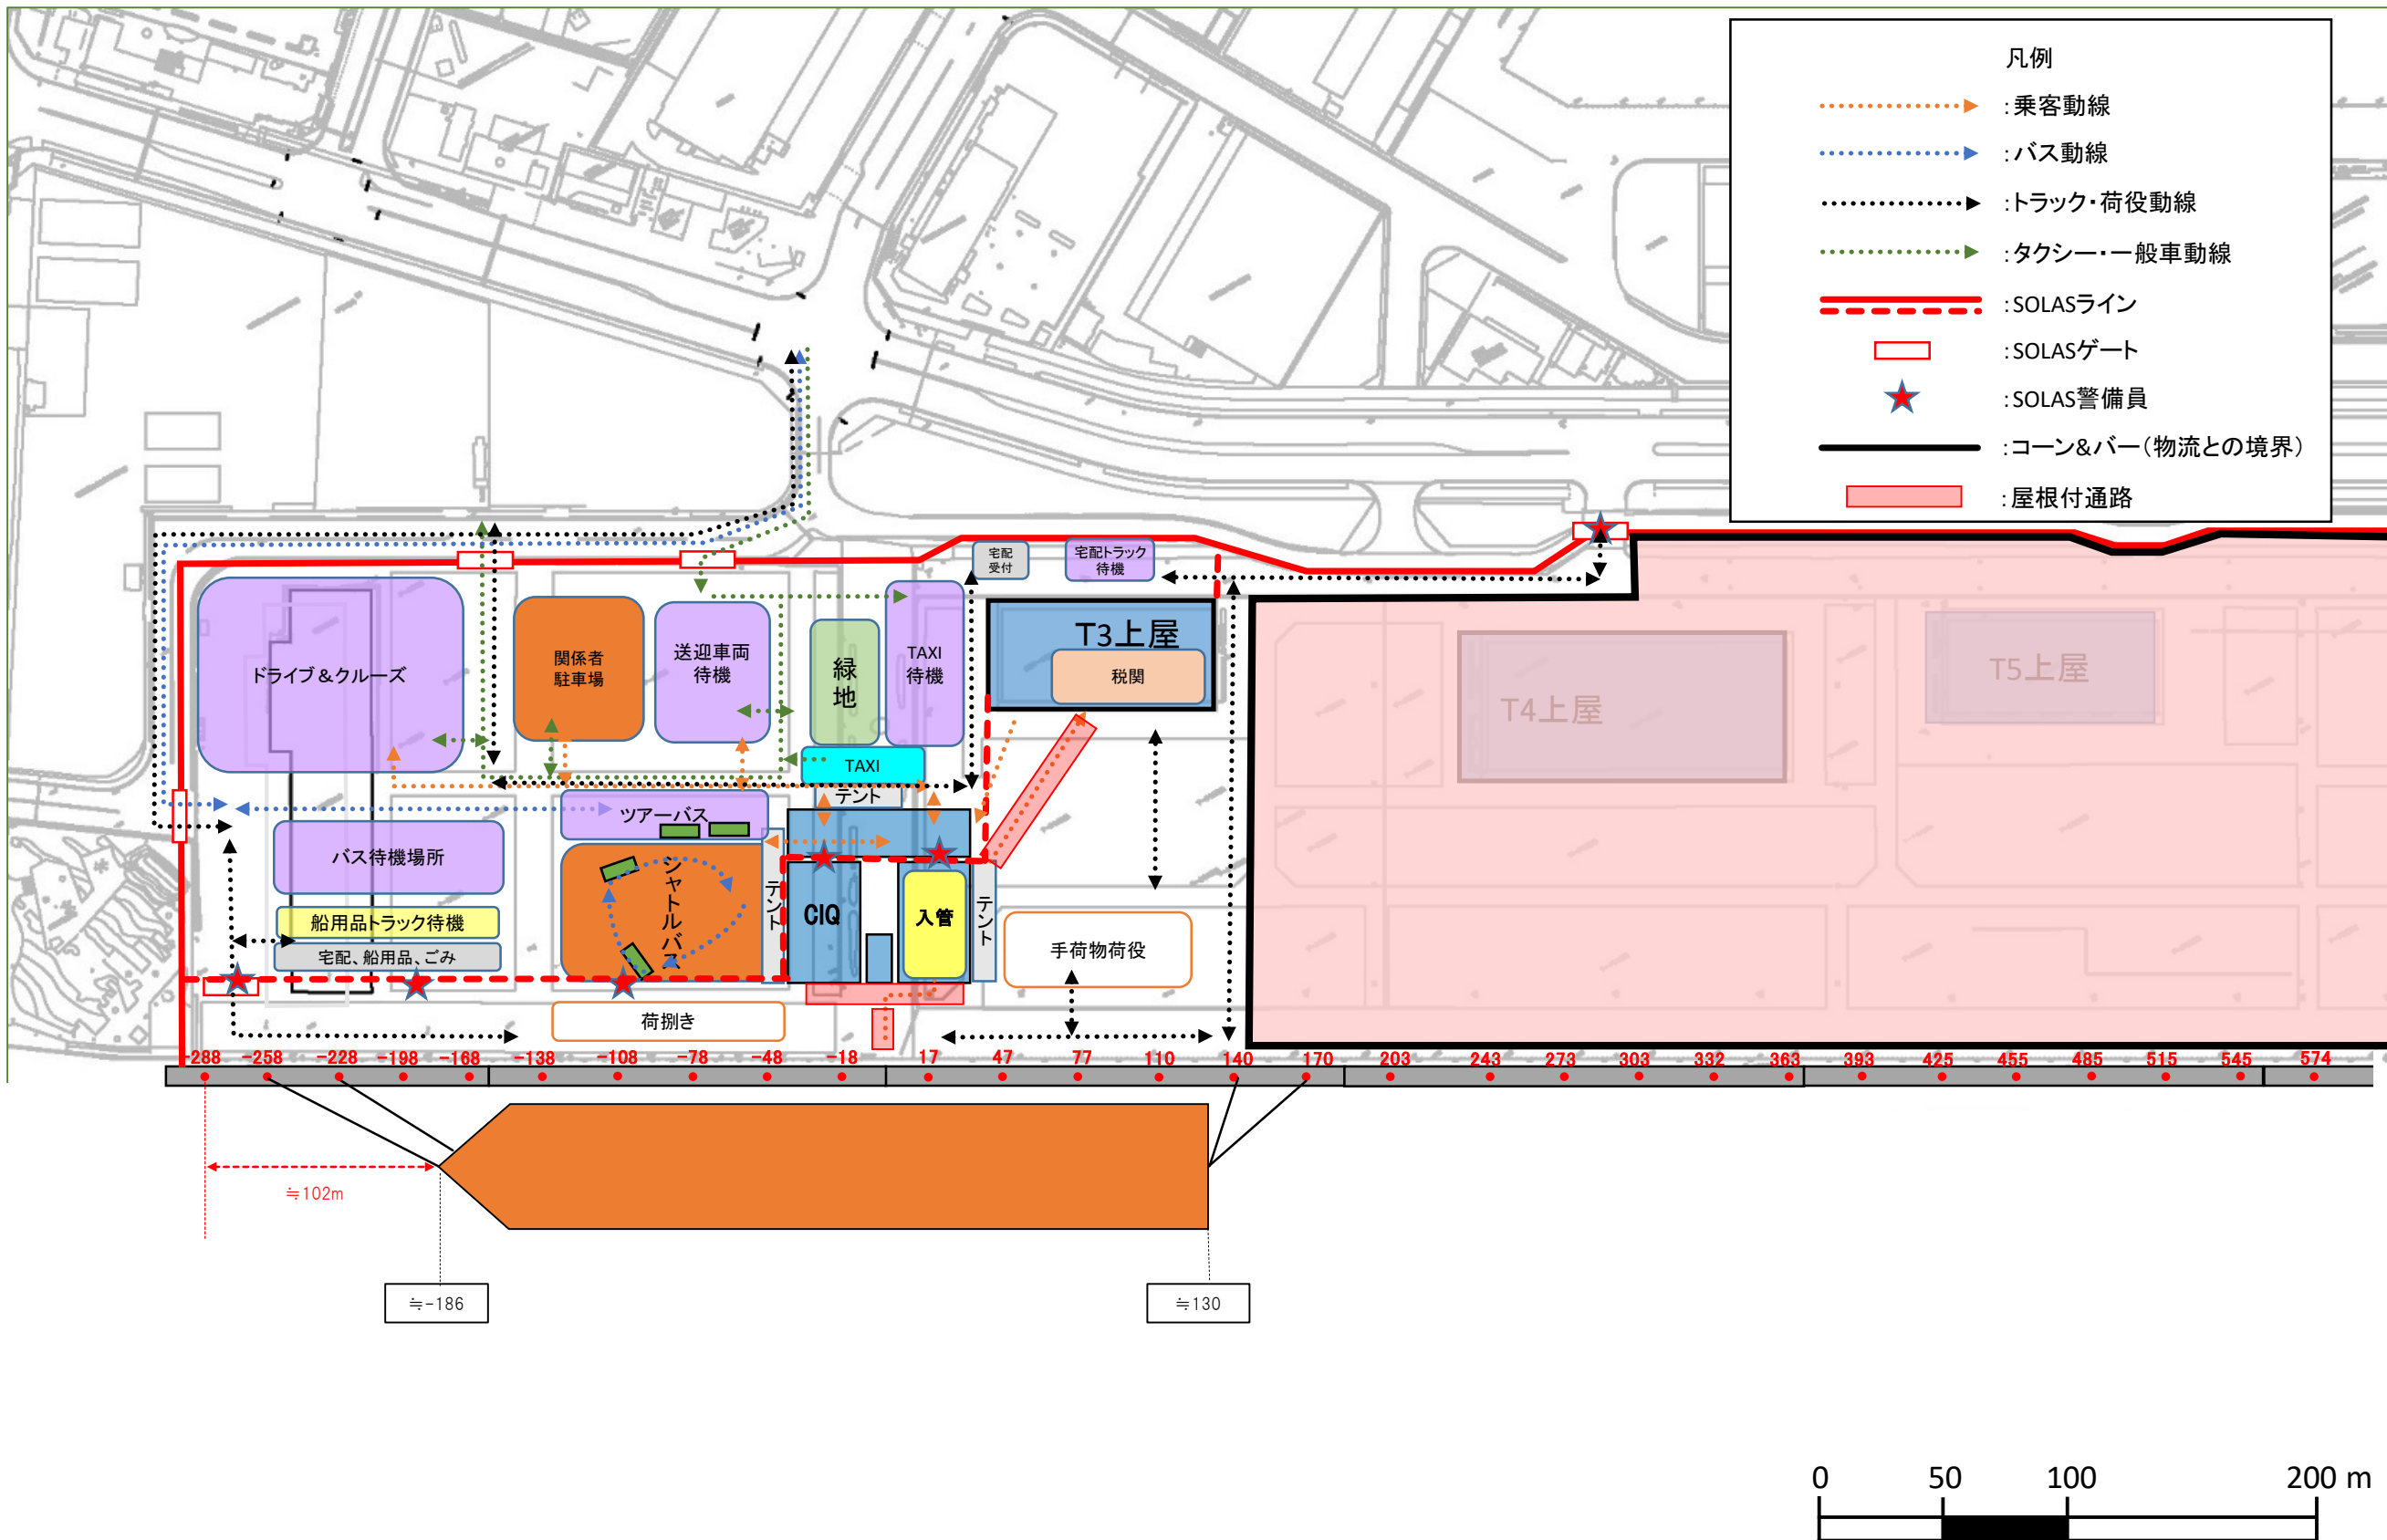 凡例
:乗客動線
:バス動線
:トラック・荷役動線
:タクシー・一般車動線
:SOLASライン
:SOLASゲート
:SOLAS警備員
:コーン&バー(物流との境界)
:屋根付通路
宅配
受付
宅配トラック
待機
T3上屋
税関
T4上屋
T5上屋
ドライブ&クルーズ
関係者
駐車場
送迎車両
待機
緑地
TAXI
待機
TAXI
テント
ツアーバス
バス待機場所
シャトルバス
テント
CIQ
入管
テント
船用品トラック待機
宅配、船用品、ごみ
手荷物荷役
荷捌き
-288 -258 -228 -198 -168 -138 -108 -78 -48 -18 17 47 77 110 140 170 203 243 273 303 332 363 393 425 455 485 515 545 574
≒102m
≒-186
≒130
0 50 100 200 m